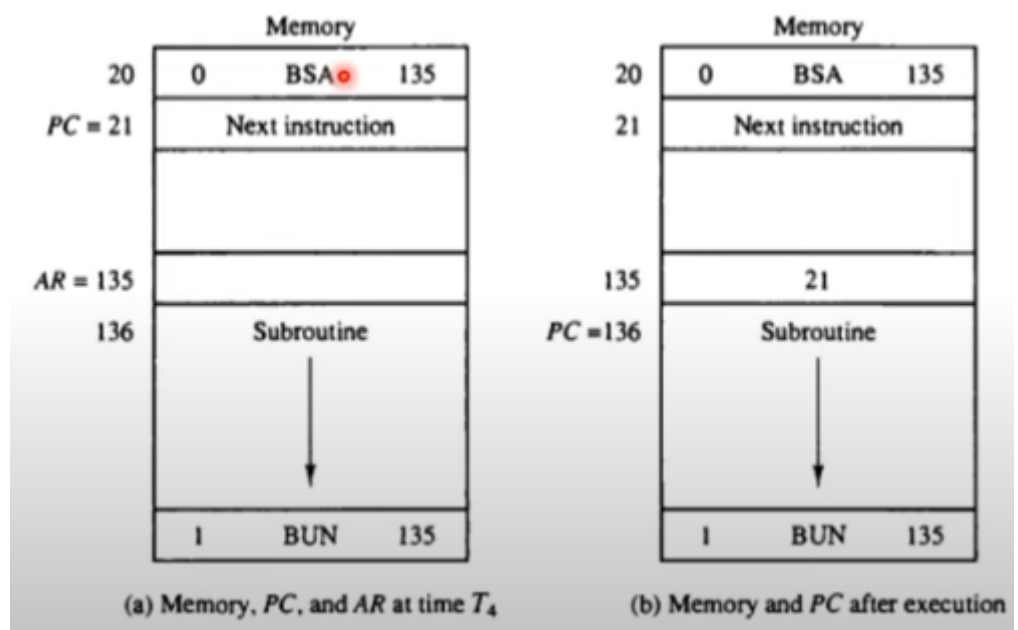 Memory
20 0 BSA 135
PC = 21 Next instruction
AR = 135
136 Subroutine
1 BUN 135
(a) Memory, PC, and AR at time T₄
Memory
20 0 BSA 135
21 Next instruction
135 21
PC =136 Subroutine
1 BUN 135
(b) Memory and PC after execution